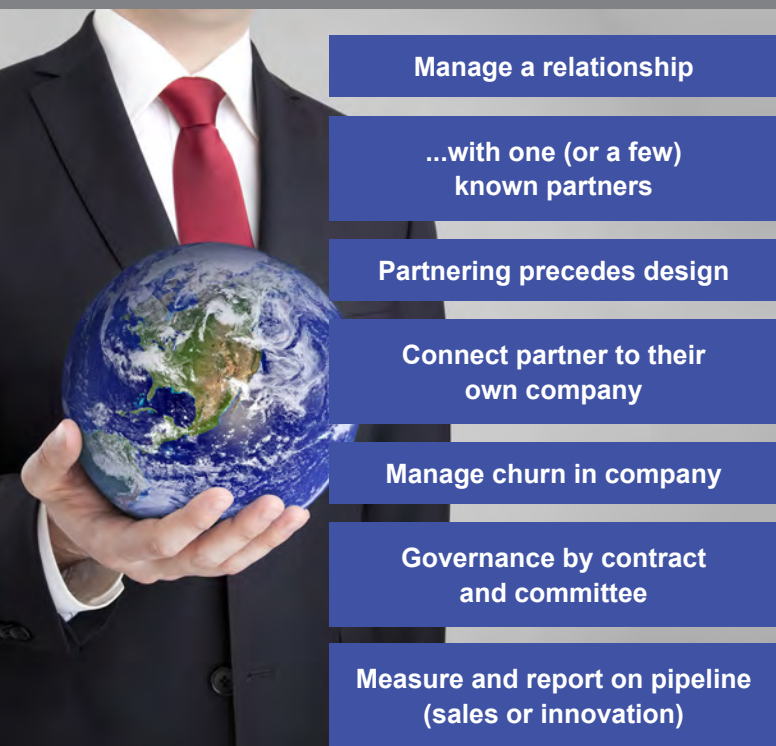 Manage a relationship
...with one (or a few)
known partners
Partnering precedes design
Connect partner to their
own company
Manage churn in company
Governance by contract
and committee
Measure and report on pipeline
(sales or innovation)